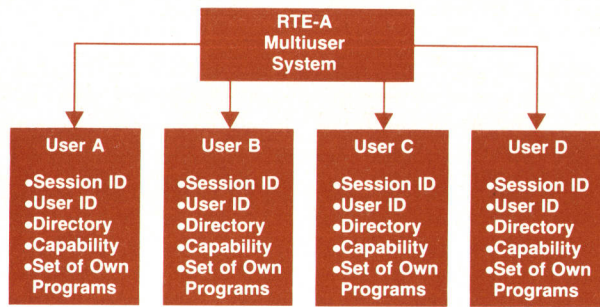 RTE-A
Multiuser
System
User A
•Session ID
•User ID
•Directory
•Capability
•Set of Own
Programs
User B
•Session ID
•User ID
•Directory
•Capability
•Set of Own
Programs
User C
•Session ID
•User ID
•Directory
•Capability
•Set of Own
Programs
User D
•Session ID
•User ID
•Directory
•Capability
•Set of Own
Programs